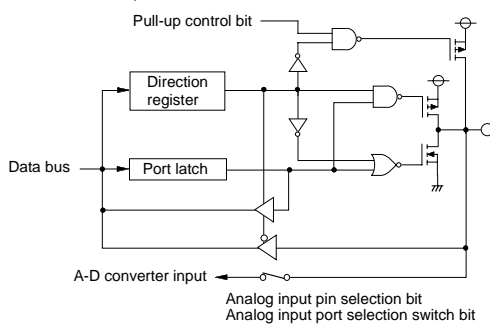 Pull-up control bit
Direction
register
Data bus
Port latch
A-D converter input
Analog input pin selection bit
Analog input port selection switch bit